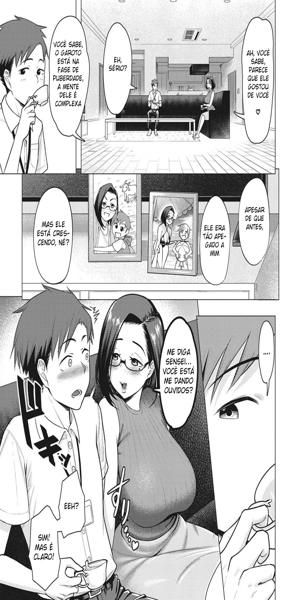 AH, VOCÊ SABE,
PARECE
QUE ELE
GOSTOU
DE VOCÊ
♡
EH,
SÉRIO?
VOCÊ SABE,
O GAROTO
ESTÁ NA
FASE DE
PUBERDADE,
A MENTE
DELE É
COMPLEXA
APESAR DE
QUE ANTES,
ELE ERA
TÃO APE-
GADO A
MIM
MAS ELE
ESTÁ CRES-
CENDO, NÉ?
....
ME DIGA
SENSEI...
VOCÊ ESTÁ
ME DANDO
OUVIDOS?
EEH?
SIM!
MAS É
CLARO!